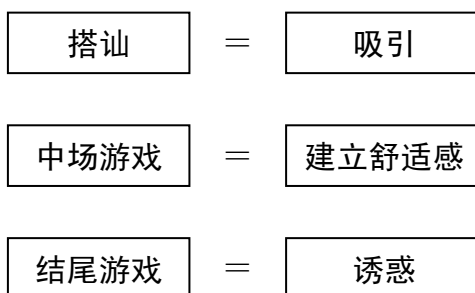 搭讪 = 吸引
中场游戏 = 建立舒适感
结尾游戏 = 诱惑